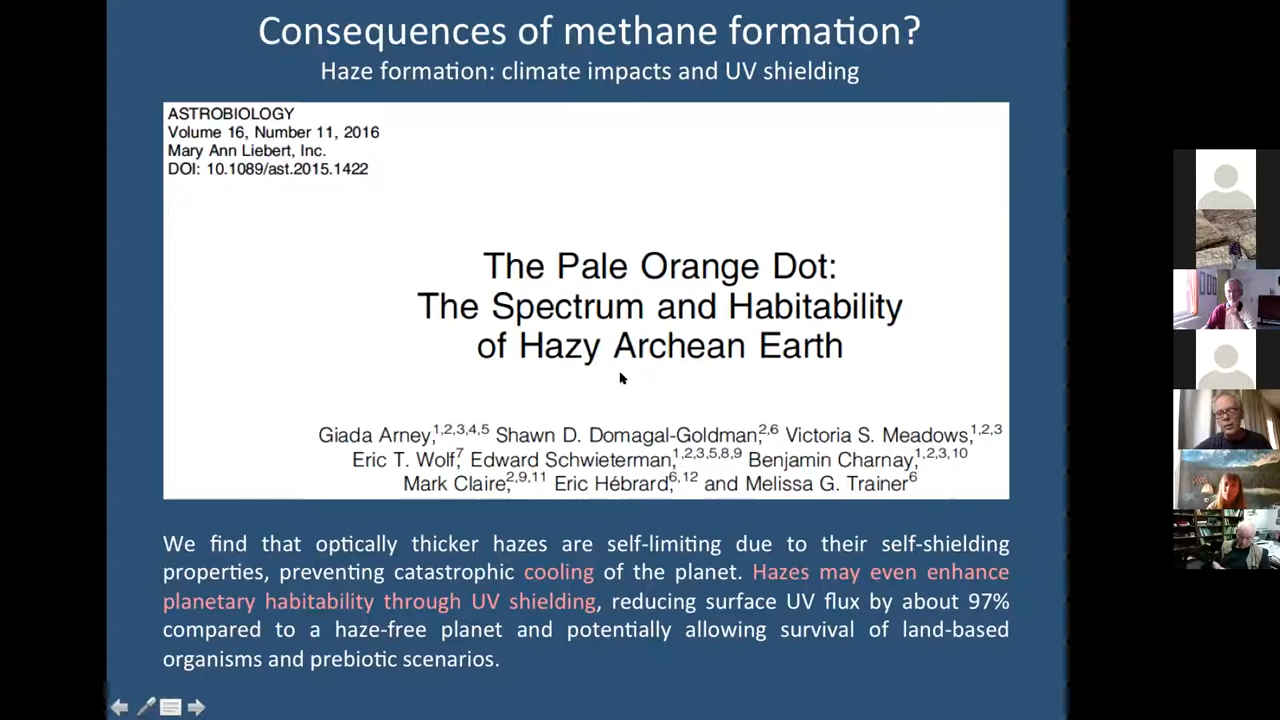 Consequences of methane formation?
Haze formation: climate impacts and UV shielding
ASTROBIOLOGY
Volume 16, Number 11, 2016
Mary Ann Liebert, Inc.
DOI: 10.1089/ast.2015.1422
The Pale Orange Dot:
The Spectrum and Habitability
of Hazy Archean Earth
Giada Arney,1,2,3,4,5 Shawn D. Domagal-Goldman,2,6 Victoria S. Meadows,1,2,3
Eric T. Wolf,7 Edward Schwieterman,1,2,3,5,8,9 Benjamin Charnay,1,2,3,10
Mark Claire,2,9,11 Eric Hébrard,6,12 and Melissa G. Trainer6
We find that optically thicker hazes are self-limiting due to their self-shielding
properties, preventing catastrophic cooling of the planet. Hazes may even enhance
planetary habitability through UV shielding, reducing surface UV flux by about 97%
compared to a haze-free planet and potentially allowing survival of land-based
organisms and prebiotic scenarios.